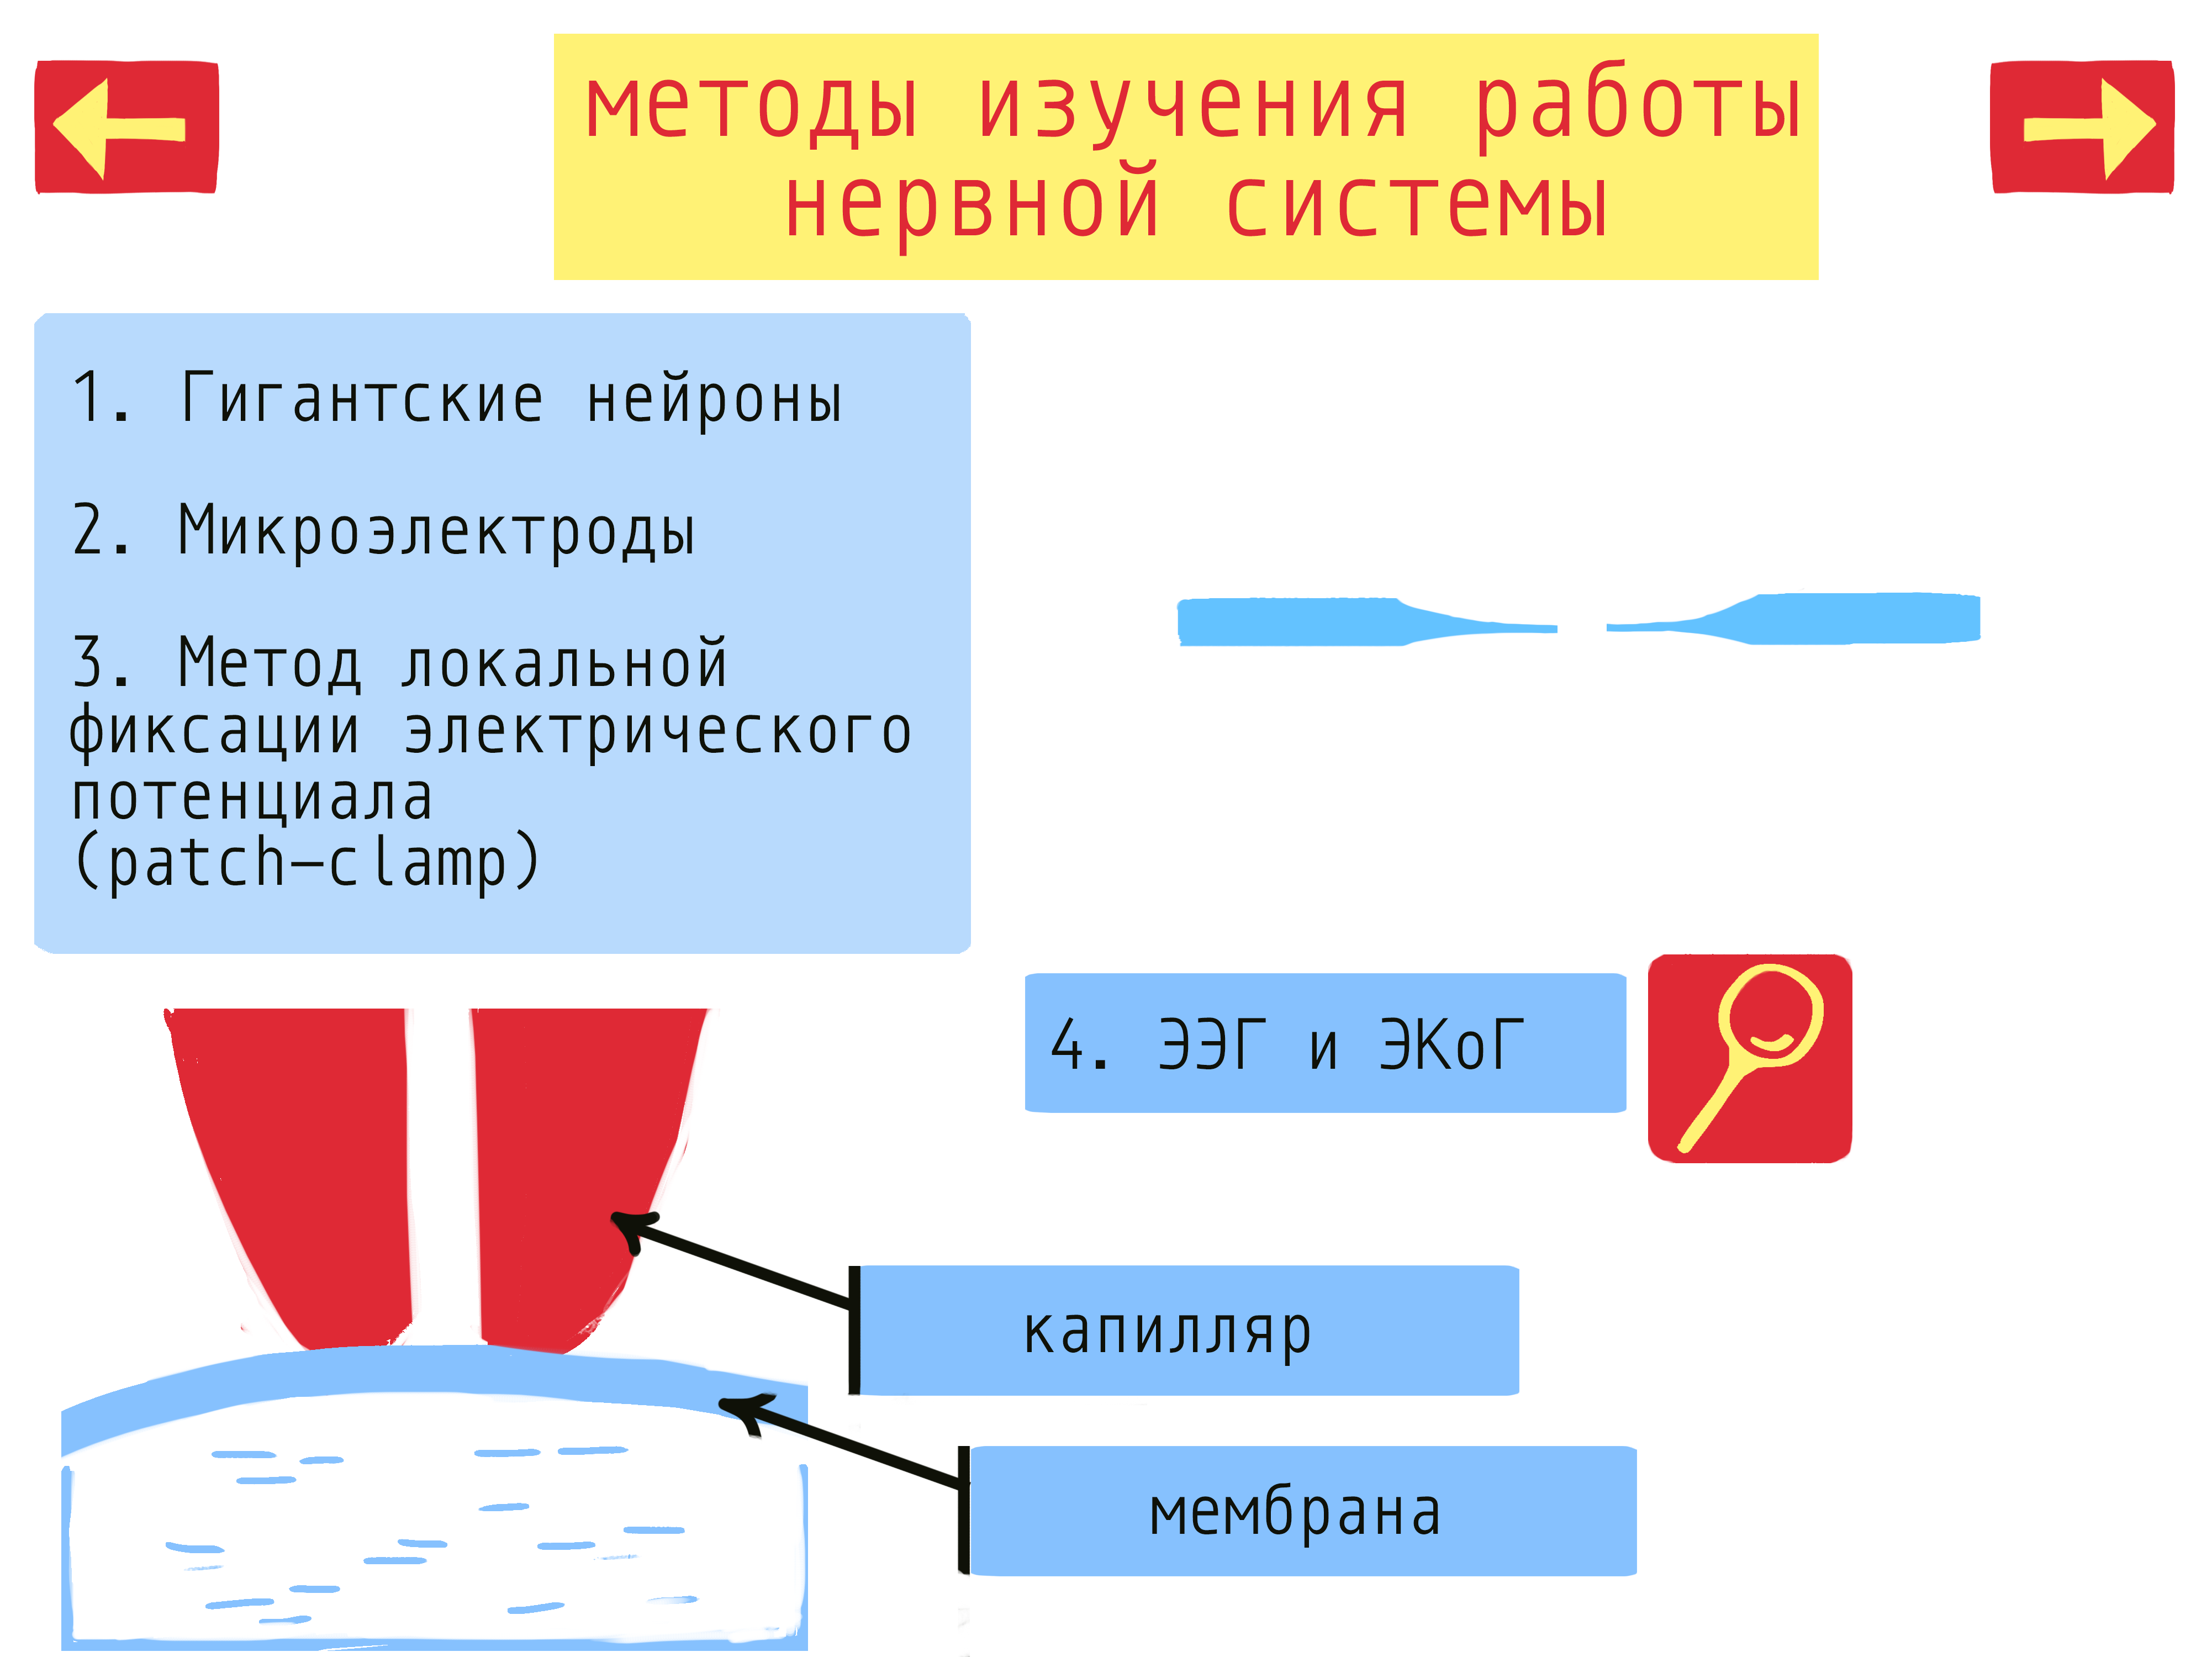 методы изучения работы
нервной системы
1. Гигантские нейроны
2. Микроэлектроды
3. Метод локальной
фиксации электрического
потенциала
(patch—clamp)
4. ЭЭГ и ЭКоГ
капилляр
мембрана